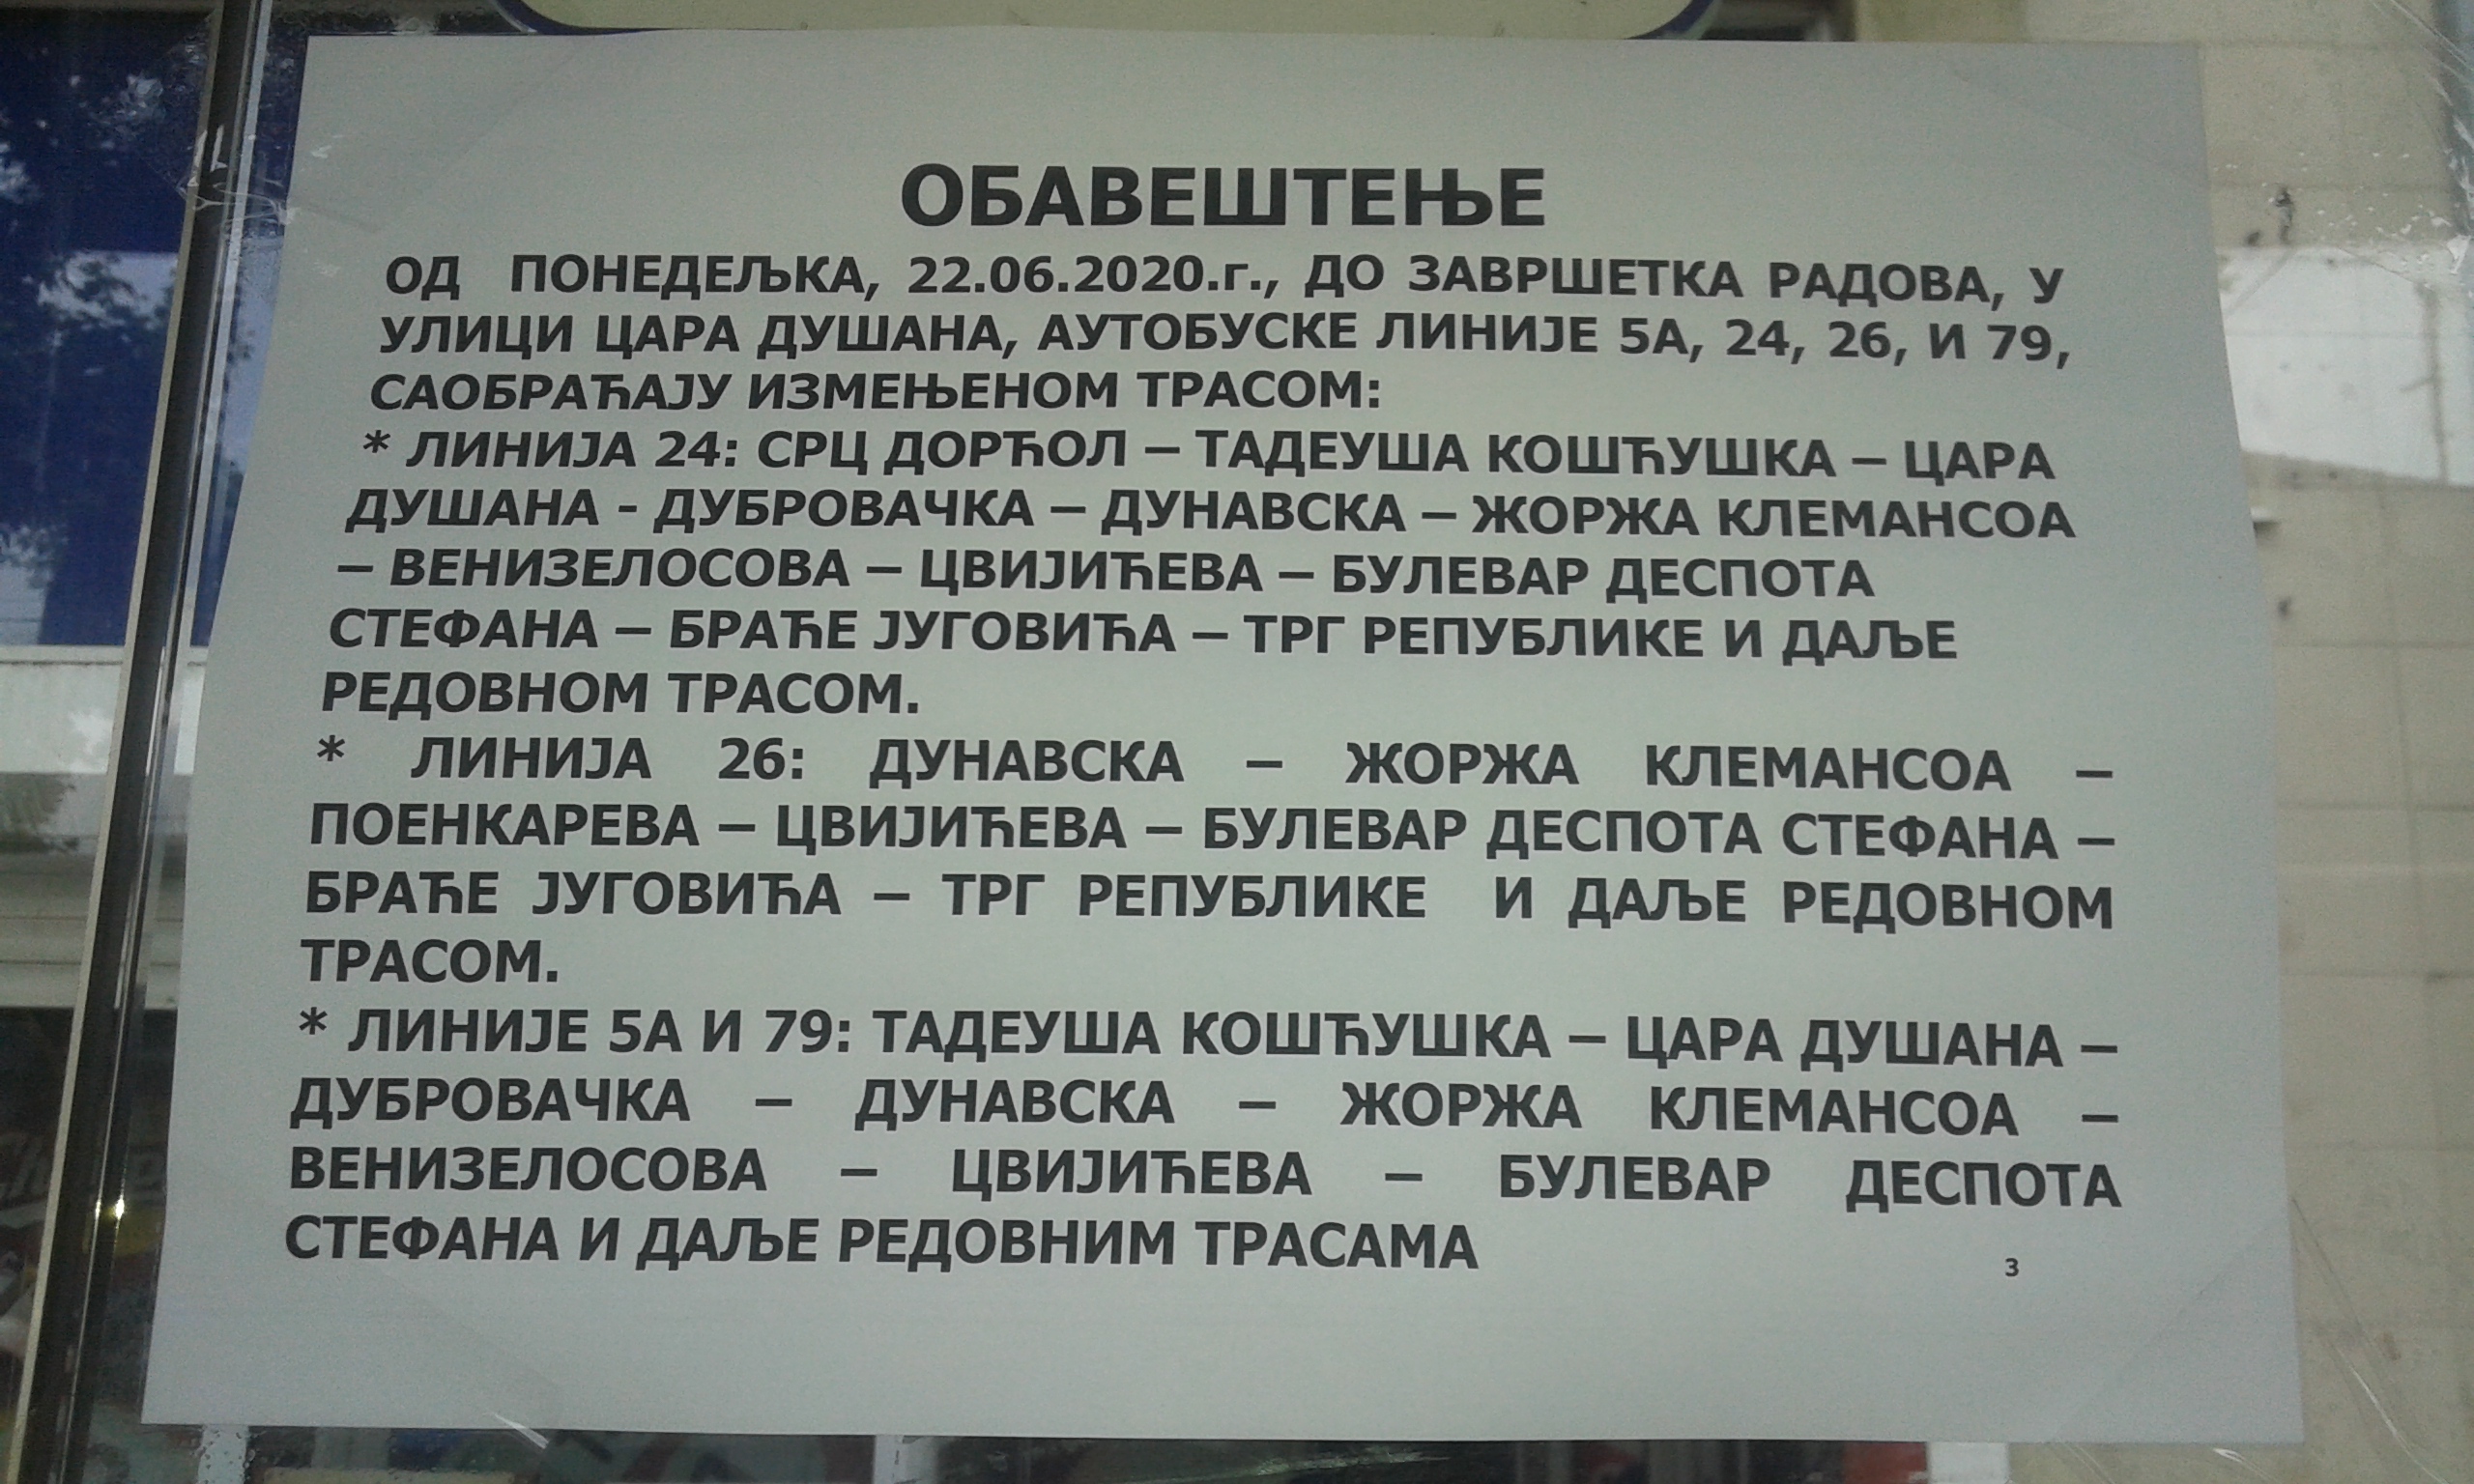 ОБАВЕШТЕЊЕ
ОД ПОНЕДЕЉКА, 22.06.2020.г., ДО ЗАВРШЕТКА РАДОВА, У
УЛИЦИ ЦАРА ДУШАНА, АУТОБУСКЕ ЛИНИЈЕ 5А, 24, 26, И 79,
САОБРАЋАЈУ ИЗМЕЊЕНОМ ТРАСОМ:
* ЛИНИЈА 24: СРЦ ДОРЋОЛ – ТАДЕУША КОШЋУШКА – ЦАРА
ДУШАНА - ДУБРОВАЧКА – ДУНАВСКА – ЖОРЖА КЛЕМАНСОА
– ВЕНИЗЕЛОСОВА – ЦВИЈИЋЕВА – БУЛЕВАР ДЕСПОТА
СТЕФАНА – БРАЋЕ ЈУГОВИЋА – ТРГ РЕПУБЛИКЕ И ДАЉЕ
РЕДОВНОМ ТРАСОМ.
* ЛИНИЈА 26: ДУНАВСКА – ЖОРЖА КЛЕМАНСОА –
ПОЕНКАРЕВА – ЦВИЈИЋЕВА – БУЛЕВАР ДЕСПОТА СТЕФАНА –
БРАЋЕ ЈУГОВИЋА – ТРГ РЕПУБЛИКЕ И ДАЉЕ РЕДОВНОМ
ТРАСОМ.
* ЛИНИЈЕ 5А И 79: ТАДЕУША КОШЋУШКА – ЦАРА ДУШАНА –
ДУБРОВАЧКА – ДУНАВСКА – ЖОРЖА КЛЕМАНСОА –
ВЕНИЗЕЛОСОВА – ЦВИЈИЋЕВА – БУЛЕВАР ДЕСПОТА
СТЕФАНА И ДАЉЕ РЕДОВНИМ ТРАСАМА
3